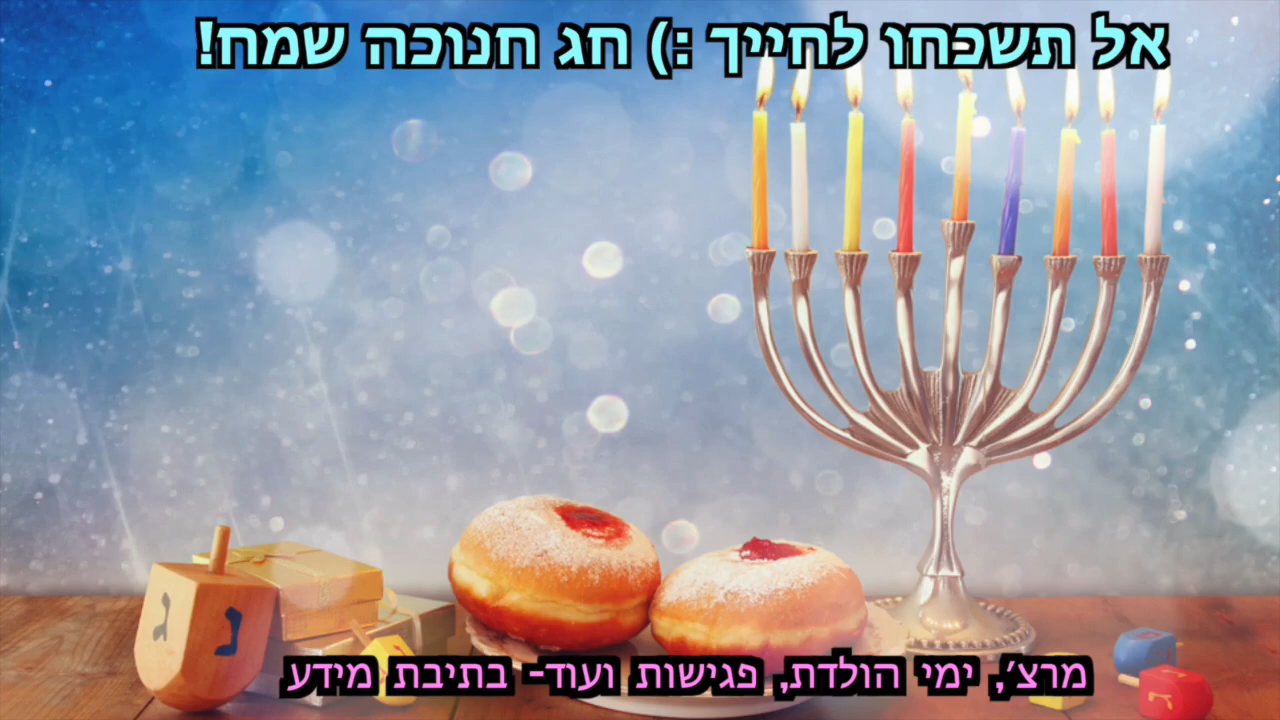 אל תשכחו לחייך :) חג חנוכה שמח!
מרצ', ימי הולדת, פגישות ועוד- בתיבת מידע
ג
נ